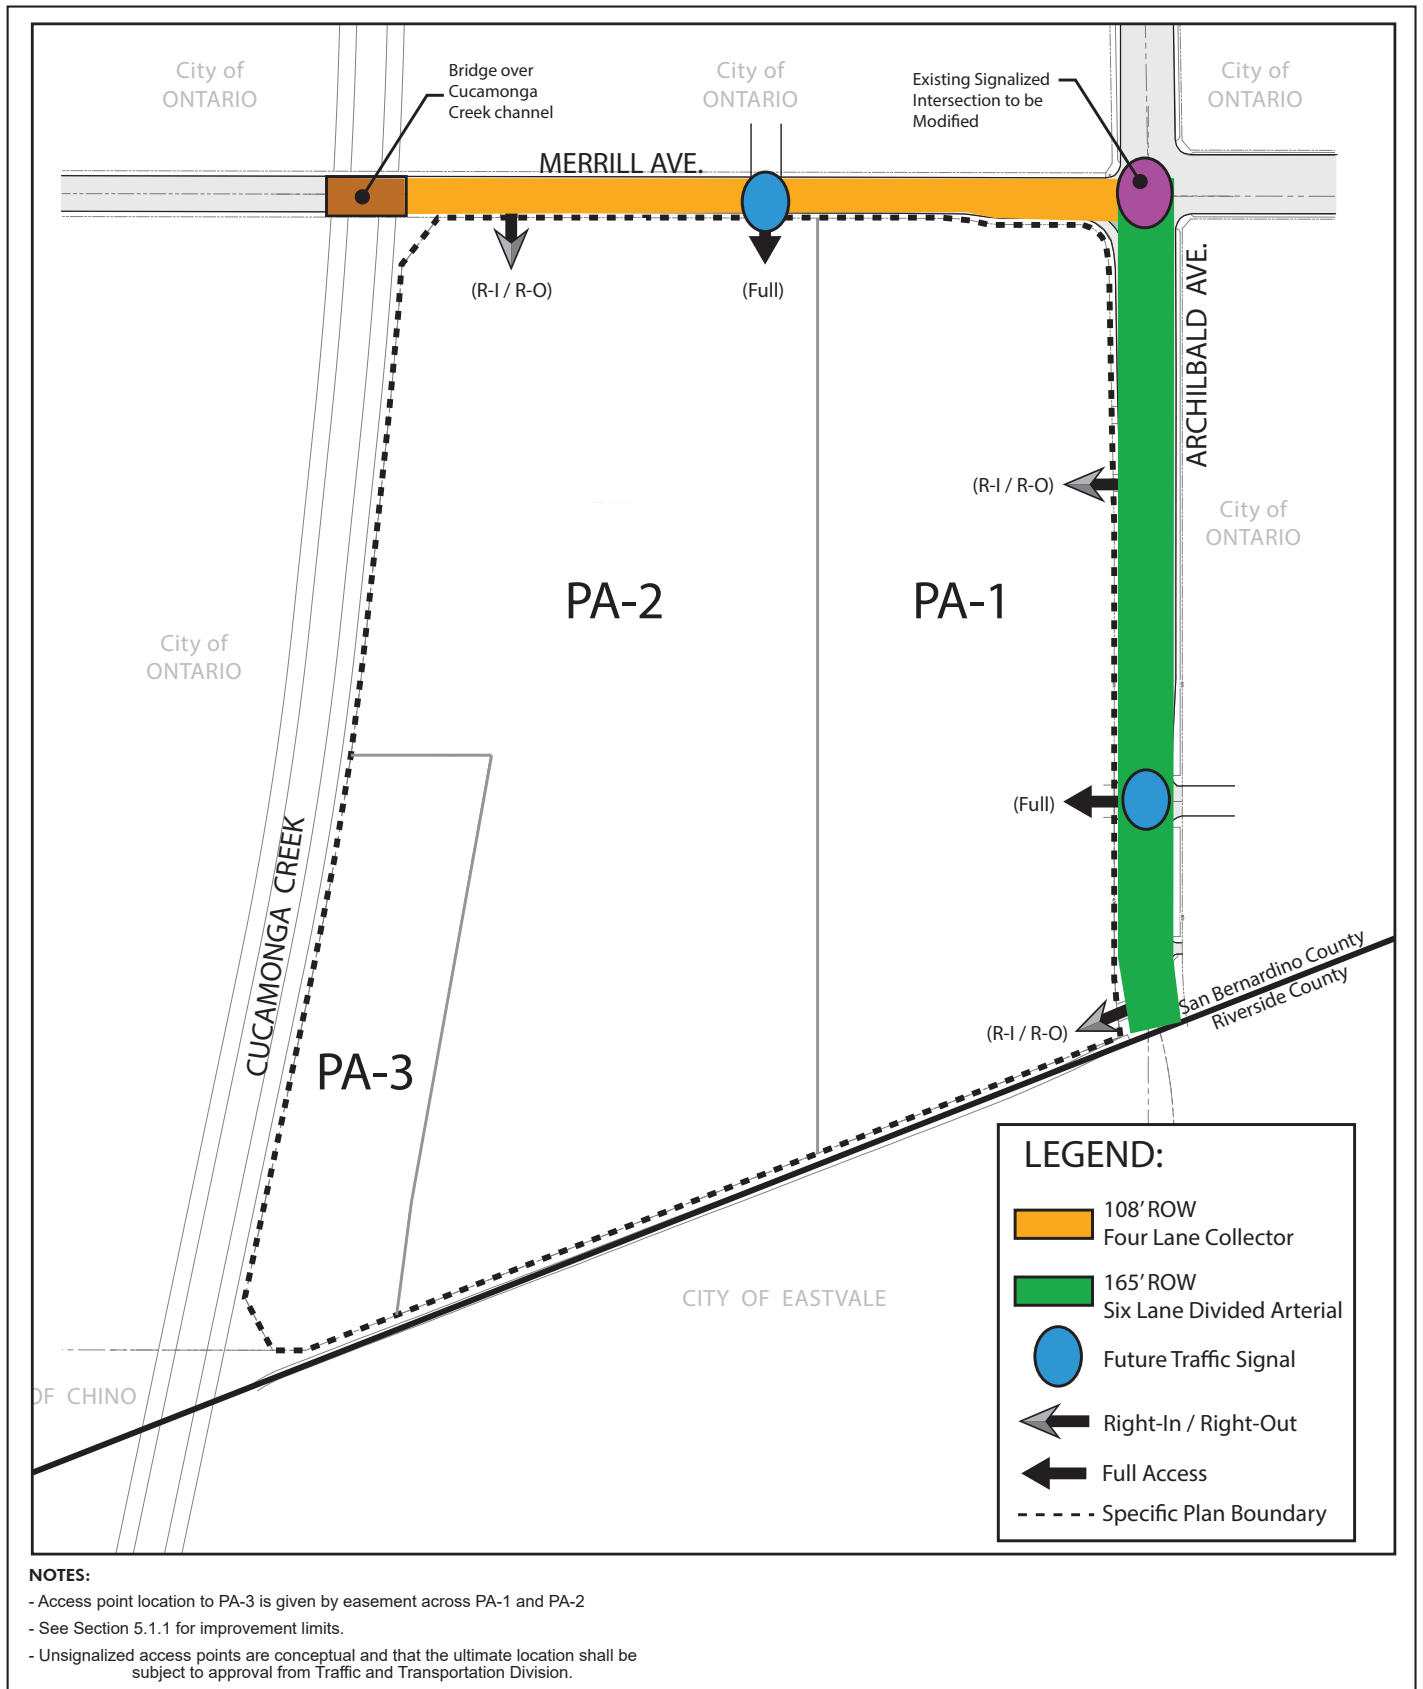 City of
ONTARIO
Bridge over
Cucamonga
Creek channel
City of
ONTARIO
Existing Signalized
Intersection to be
Modified
City of
ONTARIO
MERRILL AVE.
(R-I / R-O)
(Full)
ARCHILBALD AVE.
(R-I / R-O)
City of
ONTARIO
PA-2
PA-1
City of
ONTARIO
(Full)
CUCAMONGA CREEK
San Bernardino County
Riverside County
(R-I / R-O)
PA-3
LEGEND:
108' ROW
Four Lane Collector
165' ROW
Six Lane Divided Arterial
Future Traffic Signal
Right-In / Right-Out
Full Access
Specific Plan Boundary
CITY OF EASTVALE
OF CHINO
NOTES:
- Access point location to PA-3 is given by easement across PA-1 and PA-2
- See Section 5.1.1 for improvement limits.
- Unsignalized access points are conceptual and that the ultimate location shall be
subject to approval from Traffic and Transportation Division.